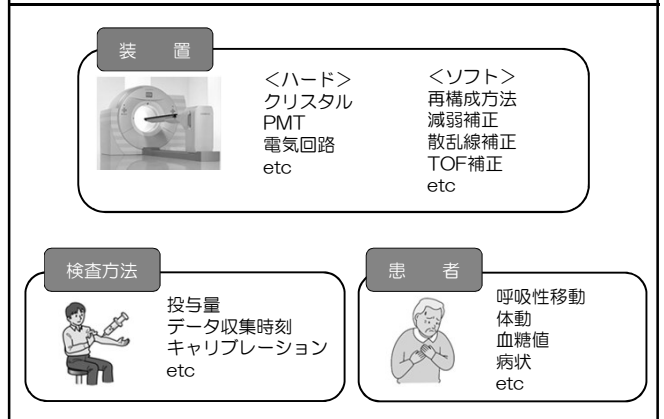 装　置
＜ハード＞
クリスタル
PMT
電気回路
etc
＜ソフト＞
再構成方法
減弱補正
散乱線補正
TOF補正
etc
検査方法
投与量
データ収集時刻
キャリブレーション
etc
患　者
呼吸性移動
体動
血糖値
病状
etc